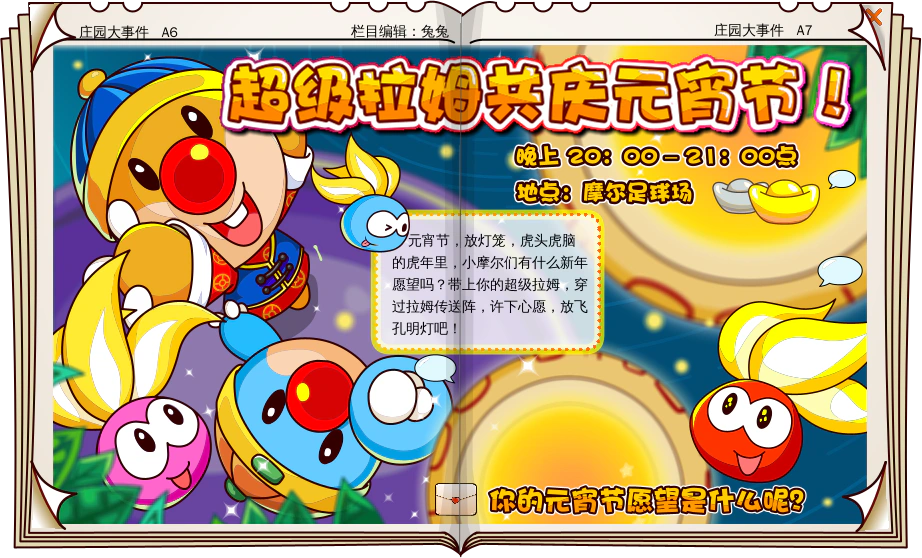 庄园大事件 A6
栏目编辑：兔兔
庄园大事件 A7
超级拉姆共庆元宵节！
晚上 20：00－21：00点
地点：摩尔足球场
元宵节，放灯笼，虎头虎脑
的虎年里，小摩尔们有什么新年
愿望吗？带上你的超级拉姆，穿
过拉姆传送阵，许下心愿，放飞
孔明灯吧！
你的元宵节愿望是什么呢？